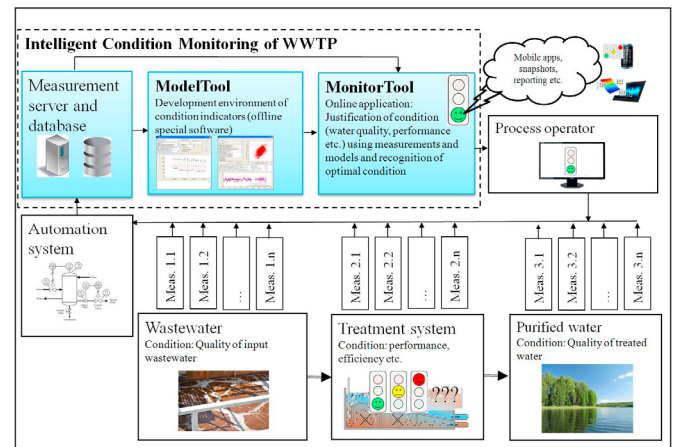 Intelligent Condition Monitoring of WWTP
Measurement
server and
database
ModelTool
Development environment of
condition indicators (offline
special software)
MonitorTool
Online application:
Justification of condition
(water quality, performance
etc.) using measurements and
models and recognition of
optimal condition
Mobile apps,
snapshots,
reporting etc.
Process operator
Automation
system
Meas. 1.1
Meas. 1.2
...
Meas. 1.n
Meas. 2.1
Meas. 2.2
...
Meas. 2.n
Meas. 3.1
Meas. 3.2
...
Meas. 3.n
Wastewater
Condition: Quality of input
wastewater
Treatment system
Condition: performance,
efficiency etc.
???
Purified water
Condition: Quality of treated
water